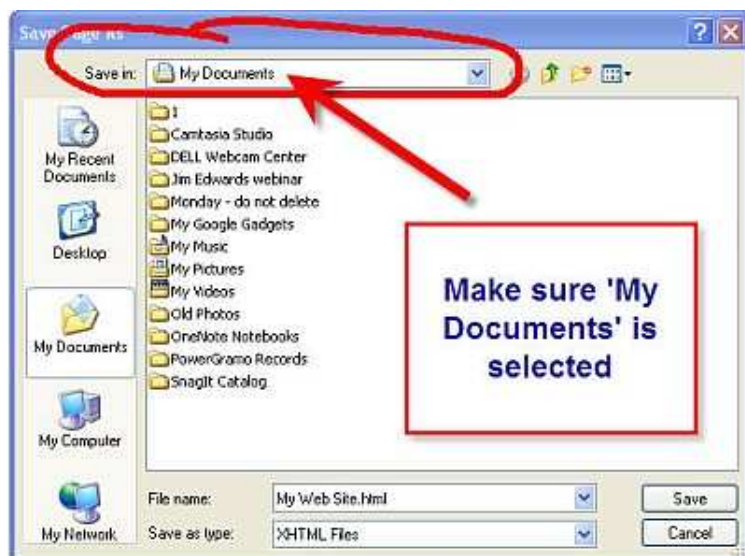 Save Page As
Save in:
My Documents
My Recent
Documents
Desktop
My Documents
My Computer
My Network
1
Camtasia Studio
DELL Webcam Center
Jim Edwards webinar
Monday - do not delete
My Google Gadgets
My Music
My Pictures
My Videos
Old Photos
OneNote Notebooks
PowerGramo Records
SnagIt Catalog
Make sure 'My
Documents' is
selected
File name:
My Web Site.html
Save
Save as type:
XHTML Files
Cancel